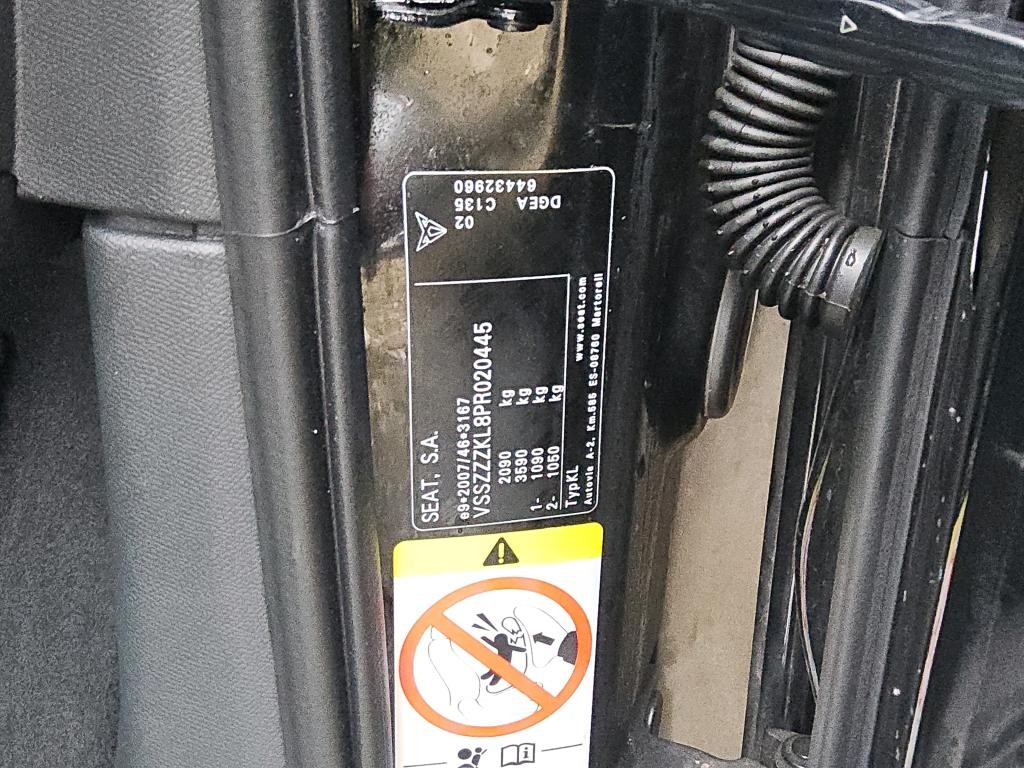 SEAT, S.A.
e9*2007/46*3167
VSSZZZKL8PR020445
2090 kg
3590 kg
1- 1090 kg
2- 1050 kg
TypKL
www.seat.com
Autovia A-2, Km.585 ES-08760 Martorell
02
DGEA C135
64432960